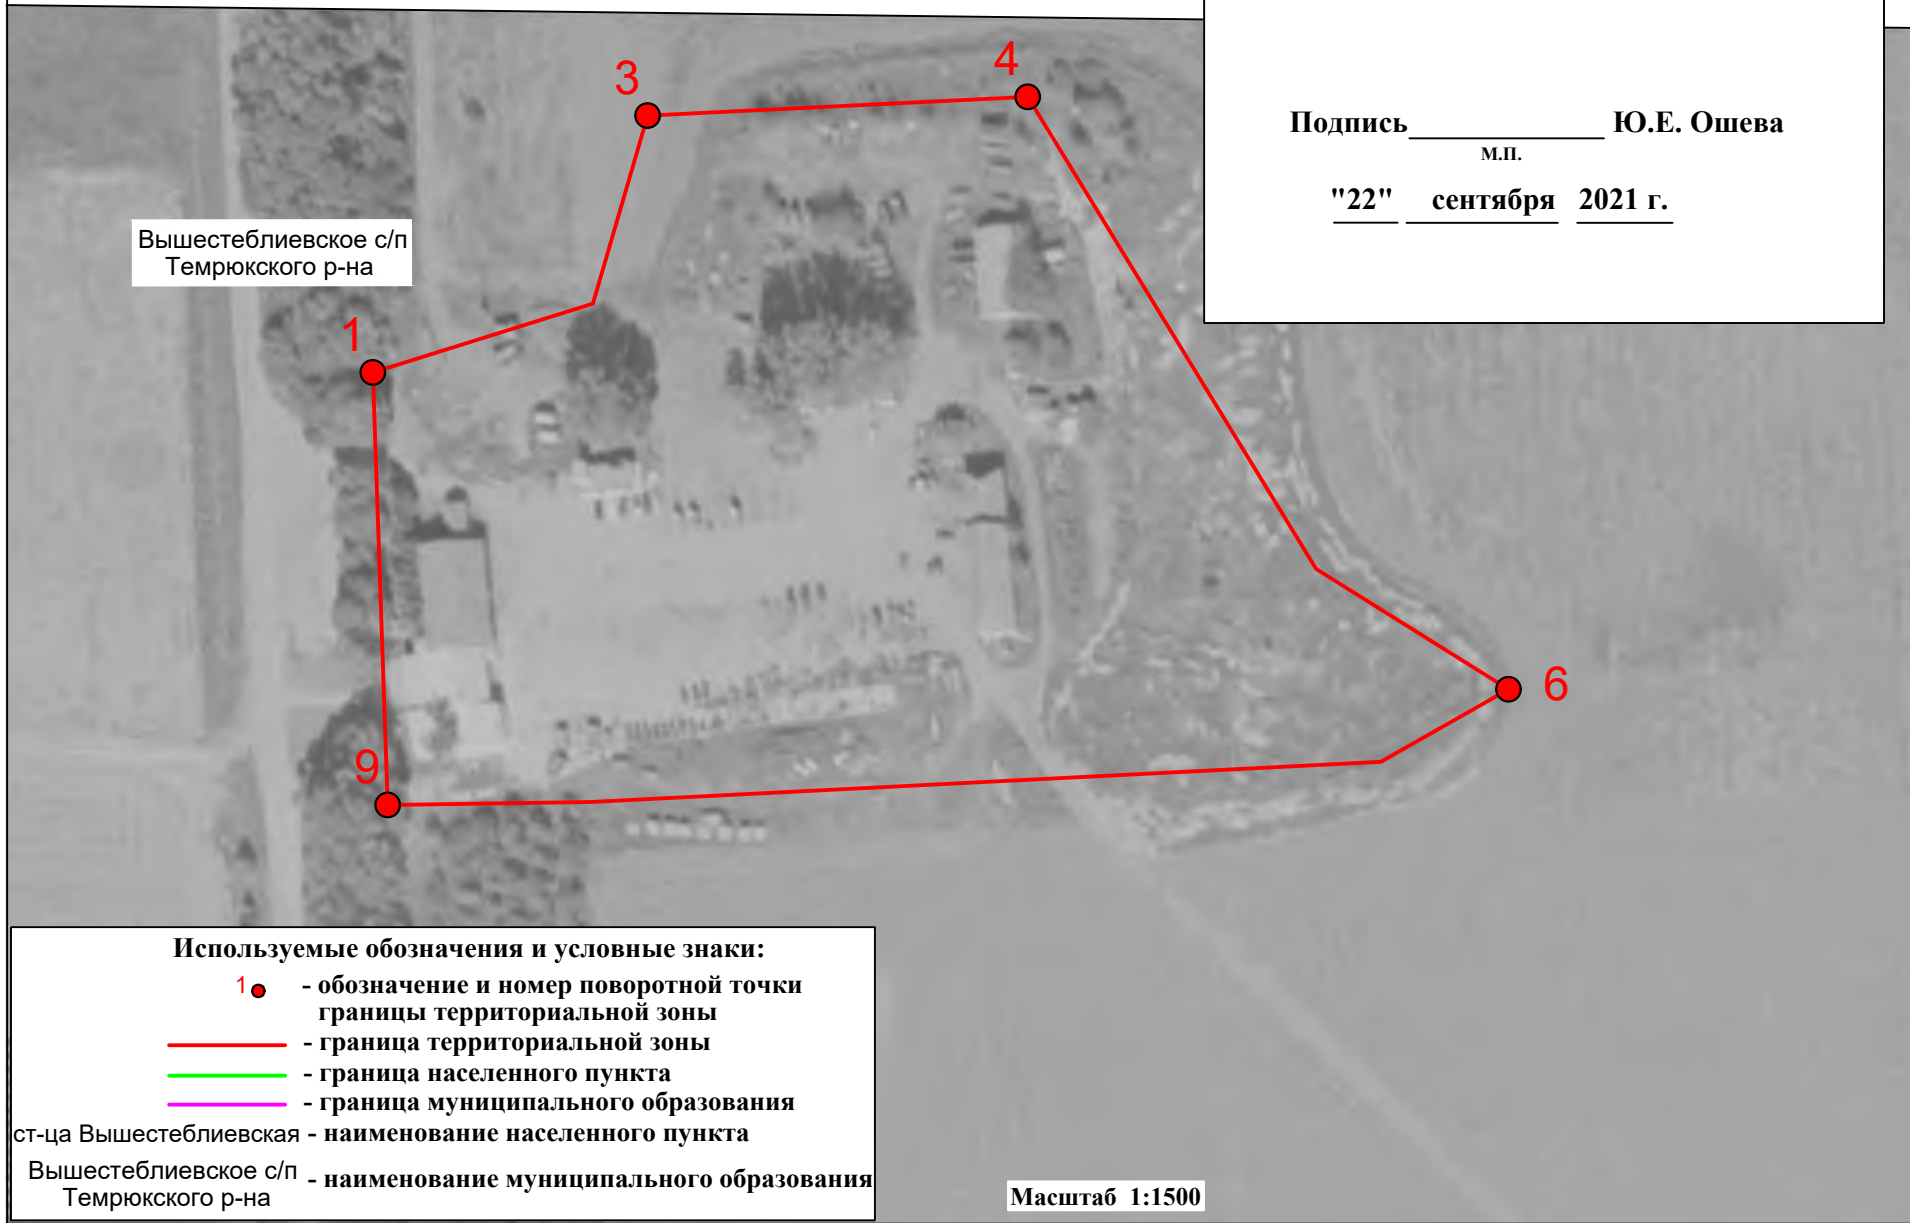 3
4
Подпись Ю.Е. Ошева
М.П.
"22" сентября 2021 г.
Вышестеблиевское с/п
Темрюкского р-на
1
6
9
Используемые обозначения и условные знаки:
1 - обозначение и номер поворотной точки
границы территориальной зоны
- граница территориальной зоны
- граница населенного пункта
- граница муниципального образования
ст-ца Вышестеблиевская - наименование населенного пункта
Вышестеблиевское с/п
Темрюкского р-на - наименование муниципального образования
Масштаб 1:1500